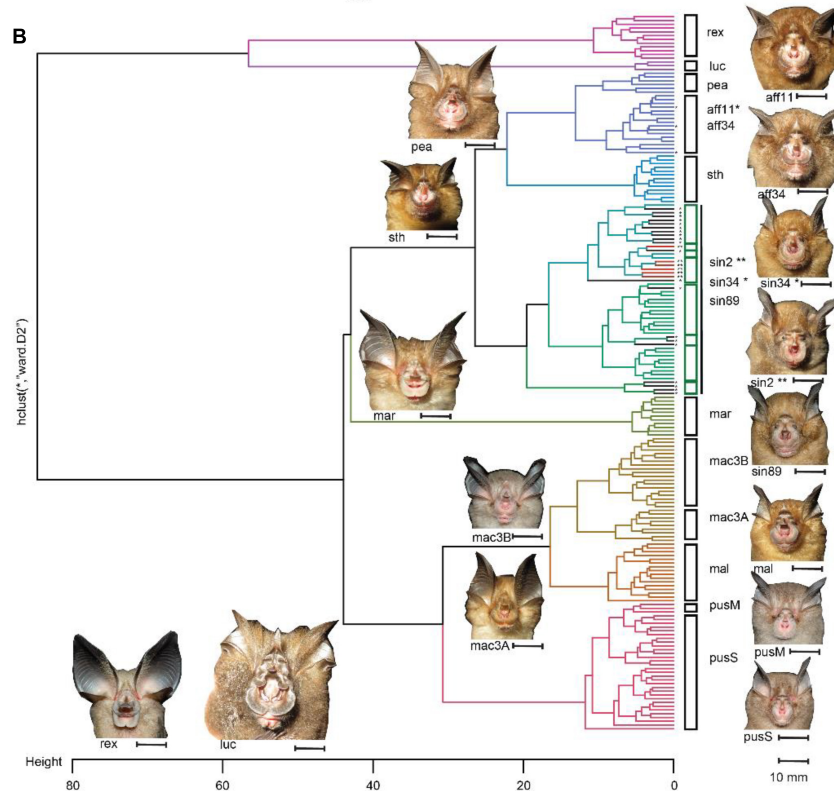 B
hclust(*,"ward.D2")
rex
luc
pea
aff11*
aff34
sth
sin2 **
sin34 *
sin89
mar
mac3B
mac3A
mal
pusM
pusS
pea
sth
mar
mac3B
mac3A
rex
luc
aff11
aff34
sin34 *
sin2 **
sin89
mal
pusM
pusS
10 mm
Height
80
60
40
20
0